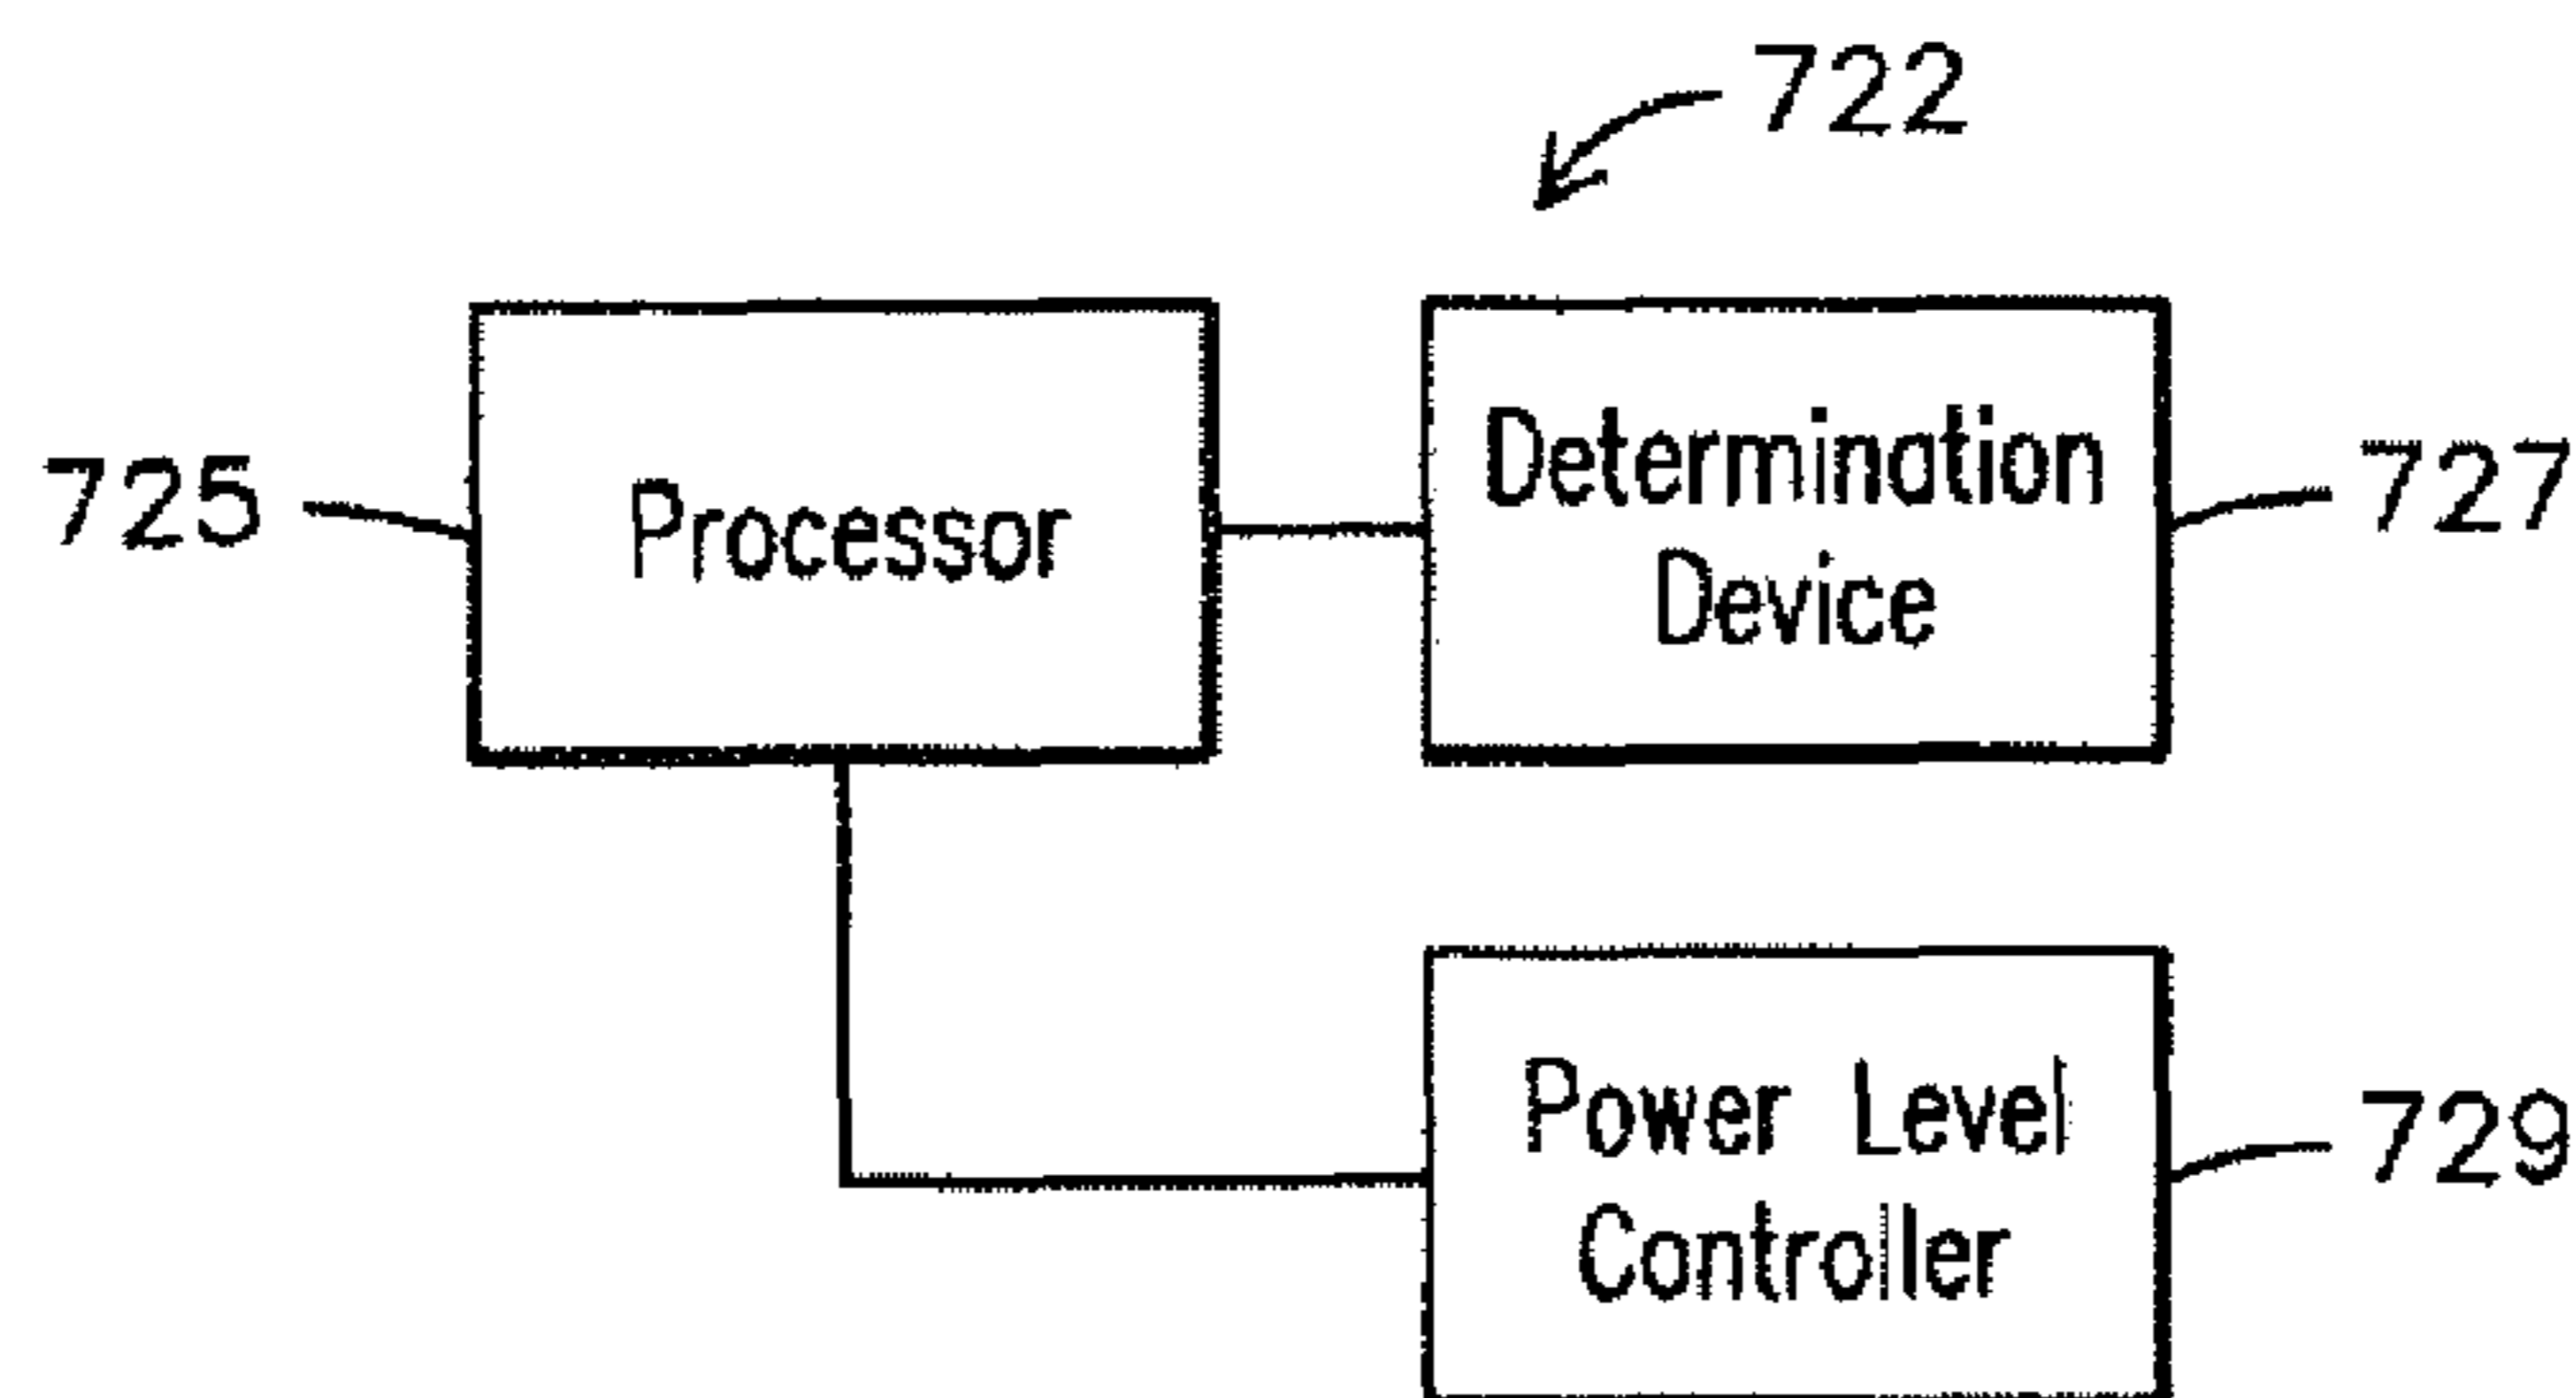 722
725
Processor
Determination
Device
727
Power Level
Controller
729